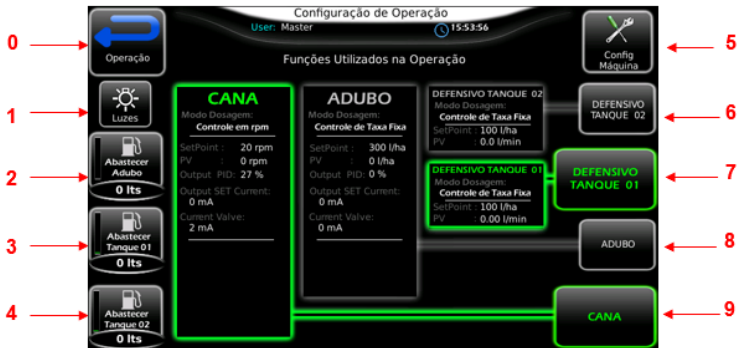 Configuração de Operação
User: Master
15:53:56
Funções Utilizados na Operação
0
Operação
1
Luzes
2
Abastecer
Adubo
0 lts
3
Abastecer
Tanque 01
0 lts
4
Abastecer
Tanque 02
0 lts
CANA
Modo Dosagem:
Controle em rpm
SetPoint : 20 rpm
PV : 0 rpm
Output PID: 27 %
Output SET Current:
0 mA
Current Valve:
2 mA
ADUBO
Modo Dosagem:
Controle de Taxa Fixa
SetPoint : 300 l/ha
PV : 0 l/ha
Output PID: 0 %
Output SET Current:
0 mA
Current Valve:
0 mA
DEFENSIVO TANQUE 02
Modo Dosagem:
Controle de Taxa Fixa
SetPoint : 100 l/ha
PV : 0.0 l/min
DEFENSIVO TANQUE 01
Modo Dosagem:
Controle de Taxa Fixa
SetPoint : 100 l/ha
PV : 0.00 l/min
Config
Máquina
5
DEFENSIVO
TANQUE 02
6
DEFENSIVO
TANQUE 01
7
ADUBO
8
CANA
9